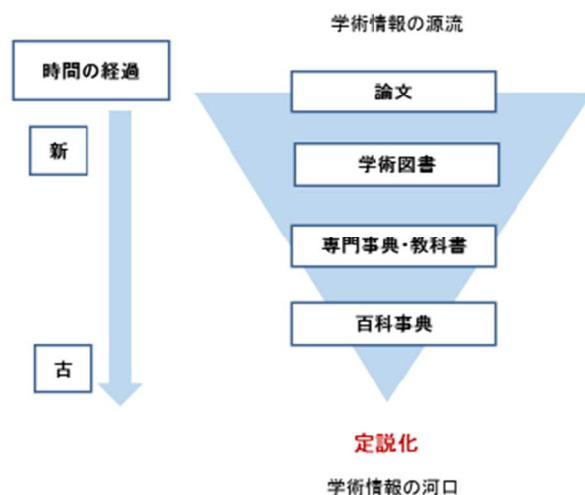 学術情報の源流
時間の経過
論文
新
学術図書
専門事典・教科書
百科事典
古
定説化
学術情報の河口